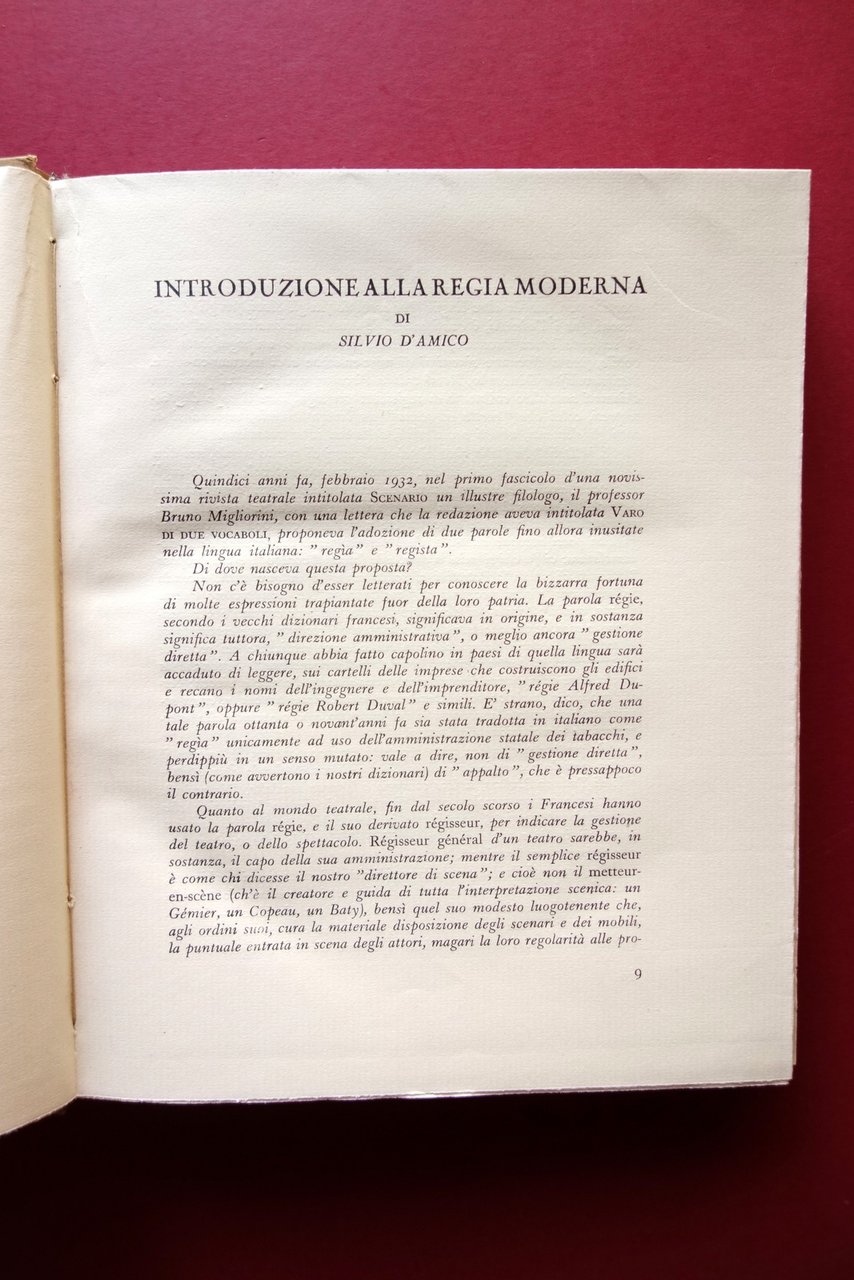 INTRODUZIONE ALLA REGIA MODERNA
DI
SILVIO D'AMICO
Quindici anni fa, febbraio 1932, nel primo fascicolo d'una novis-
sima rivista teatrale intitolata SCENARIO un illustre filologo, il professor
Bruno Migliorini, con una lettera che la redazione aveva intitolata VARO
DI DUE VOCABOLI, proponeva l'adozione di due parole fino allora inusitate
nella lingua italiana: "regìa" e "regista".
Di dove nasceva questa proposta?
Non c'è bisogno d'esser letterati per conoscere la bizzarra fortuna
di molte espressioni trapiantate fuor della loro patria. La parola régie,
secondo i vecchi dizionari francesi, significava in origine, e in sostanza
significa tuttora, "direzione amministrativa", o meglio ancora "gestione
diretta". A chiunque abbia fatto capolino in paesi di quella lingua sarà
accaduto di leggere, sui cartelli delle imprese che costruiscono gli edifici
e recano i nomi dell'ingegnere e dell'imprenditore, "régie Alfred Du-
pont", oppure "régie Robert Duval" e simili. E' strano, dico, che una
tale parola ottanta o novant'anni fa sia stata tradotta in italiano come
"regìa" unicamente ad uso dell'amministrazione statale dei tabacchi, e
perdippiù in un senso mutato: vale a dire, non di "gestione diretta",
bensì (come avvertono i nostri dizionari) di "appalto", che è pressappoco
il contrario.
Quanto al mondo teatrale, fin dal secolo scorso i Francesi hanno
usato la parola régie, e il suo derivato régisseur, per indicare la gestione
del teatro, o dello spettacolo. Régisseur général d'un teatro sarebbe, in
sostanza, il capo della sua amministrazione; mentre il semplice régisseur
è come chi dicesse il nostro "direttore di scena"; e cioè non il metteur-
en-scène (ch'è il creatore e guida di tutta l'interpretazione scenica: un
Gémier, un Copeau, un Baty), bensì quel suo modesto luogotenente che,
agli ordini suoi, cura la materiale disposizione degli scenari e dei mobili,
la puntuale entrata in scena degli attori, magari la loro regolarità alle pro-
9